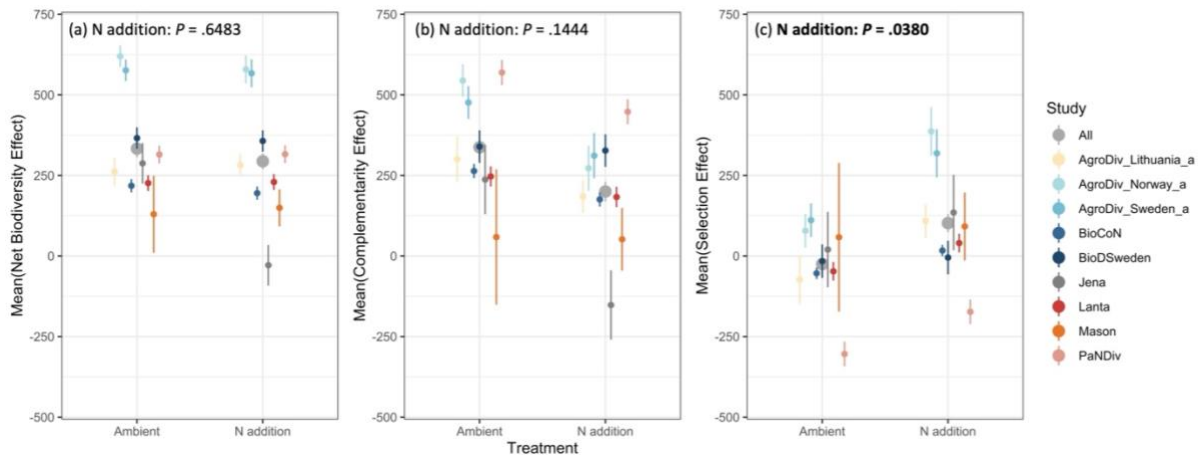 (a) N addition: P = .6483
750
500
250
0
-250
-500
Mean(Net Biodiversity Effect)
Ambient
N addition
(b) N addition: P = .1444
750
500
250
0
-250
-500
Mean(Complementarity Effect)
Ambient
N addition
Treatment
(c) N addition: P = .0380
750
500
250
0
-250
-500
Mean(Selection Effect)
Ambient
N addition
Study
All
AgroDiv_Lithuania_a
AgroDiv_Norway_a
AgroDiv_Sweden_a
BioCoN
BioDSweden
Jena
Lanta
Mason
PaNDiv